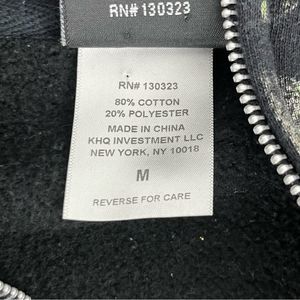 RN# 130323
RN# 130323
80% COTTON
20% POLYESTER
MADE IN CHINA
KHQ INVESTMENT LLC
NEW YORK, NY 10018
M
REVERSE FOR CARE